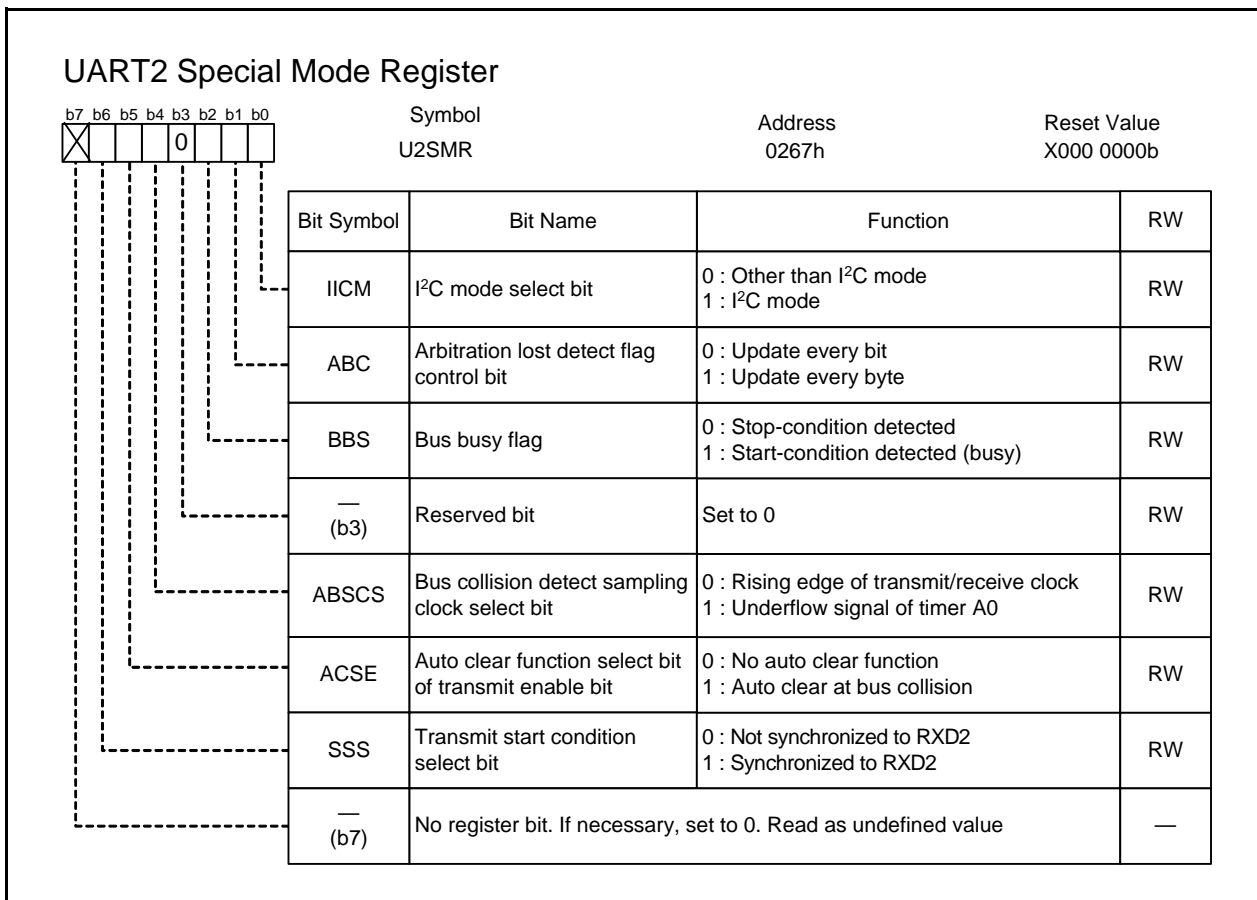 UART2 Special Mode Register
b7 b6 b5 b4 b3 b2 b1 b0
0
Symbol
U2SMR
Address
0267h
Reset Value
X000 0000b
Bit Symbol Bit Name Function RW
IICM I²C mode select bit 0 : Other than I²C mode
1 : I²C mode RW
ABC Arbitration lost detect flag
control bit 0 : Update every bit
1 : Update every byte RW
BBS Bus busy flag 0 : Stop-condition detected
1 : Start-condition detected (busy) RW
—
(b3) Reserved bit Set to 0 RW
ABSCS Bus collision detect sampling
clock select bit 0 : Rising edge of transmit/receive clock
1 : Underflow signal of timer A0 RW
ACSE Auto clear function select bit
of transmit enable bit 0 : No auto clear function
1 : Auto clear at bus collision RW
SSS Transmit start condition
select bit 0 : Not synchronized to RXD2
1 : Synchronized to RXD2 RW
—
(b7) No register bit. If necessary, set to 0. Read as undefined value —